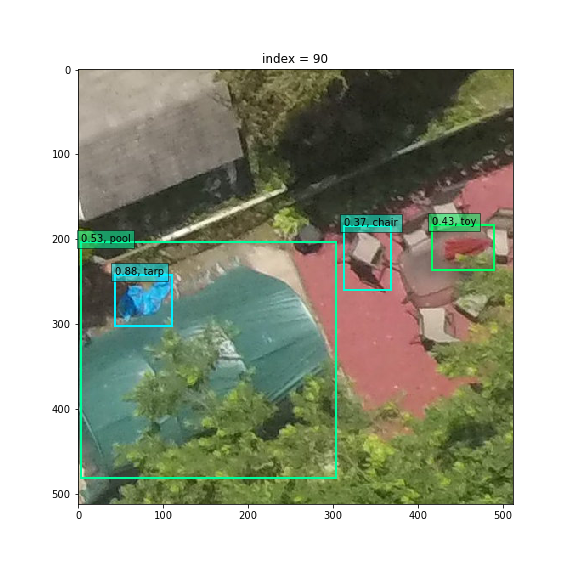 index = 90
0
100
200
300
400
500
0.53, pool
0.88, tarp
0.37, chair
0.43, toy
0 100 200 300 400 500